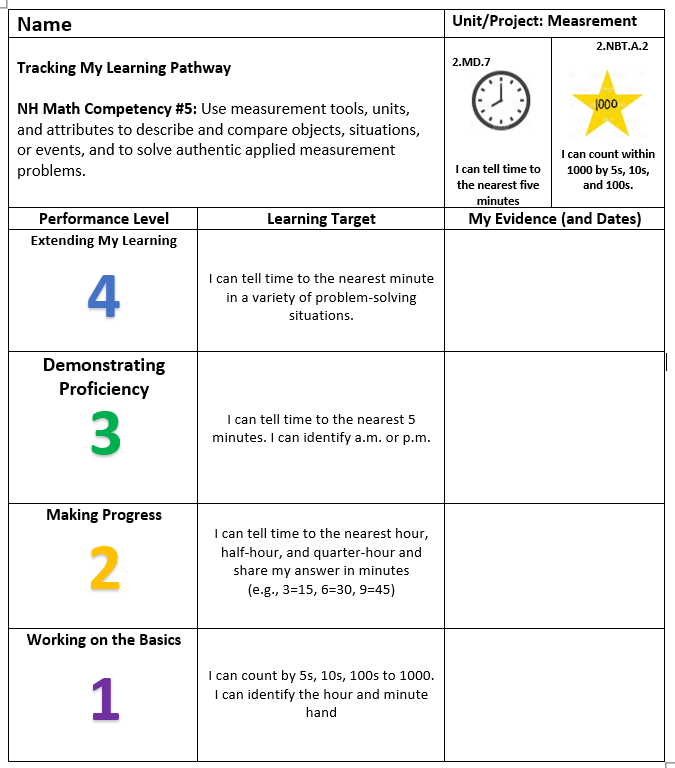 Name
Unit/Project: Measrement
Tracking My Learning Pathway
NH Math Competency #5: Use measurement tools, units,
and attributes to describe and compare objects, situations,
or events, and to solve authentic applied measurement
problems.
2.MD.7
I can tell time to
the nearest five
minutes
2.NBT.A.2
1000
I can count within
1000 by 5s, 10s,
and 100s.
Performance Level
Learning Target
My Evidence (and Dates)
Extending My Learning
4
I can tell time to the nearest minute
in a variety of problem-solving
situations.
Demonstrating
Proficiency
3
I can tell time to the nearest 5
minutes. I can identify a.m. or p.m.
Making Progress
2
I can tell time to the nearest hour,
half-hour, and quarter-hour and
share my answer in minutes
(e.g., 3=15, 6=30, 9=45)
Working on the Basics
1
I can count by 5s, 10s, 100s to 1000.
I can identify the hour and minute
hand